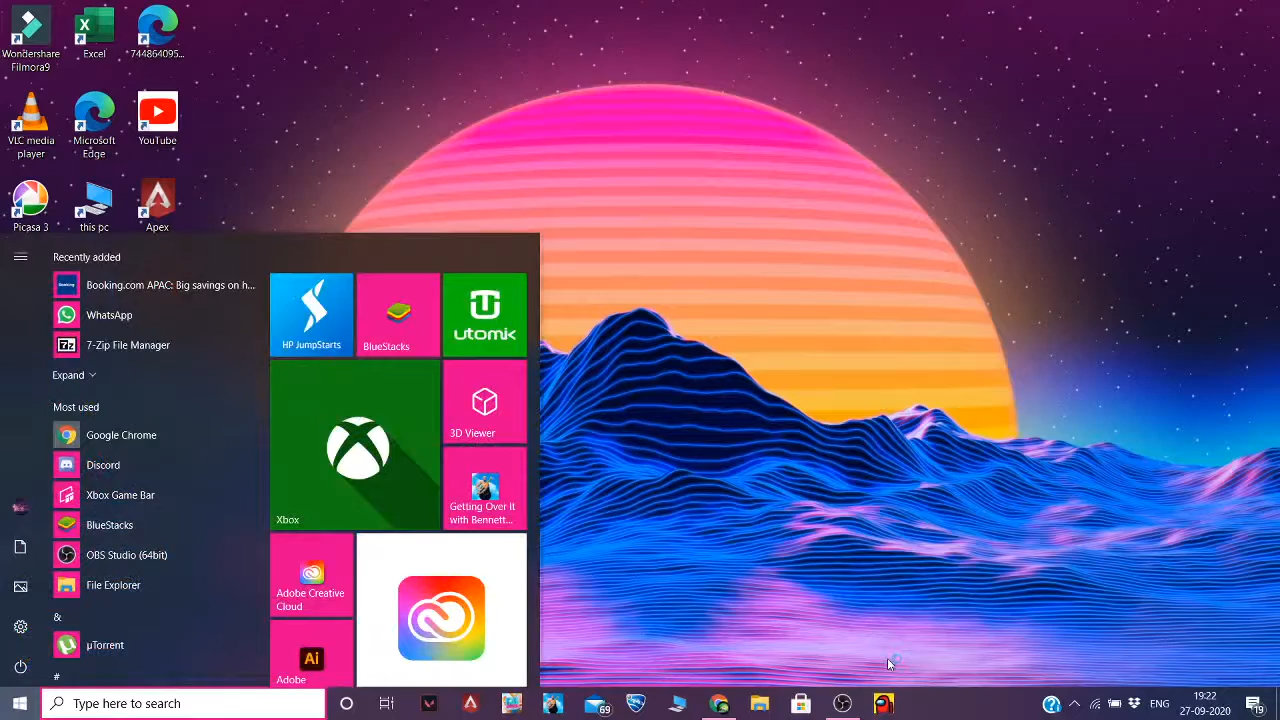 Wondershare
Filmora9
Excel
744864095...
VLC media
player
Microsoft
Edge
YouTube
Picasa 3
this pc
Apex
Recently added
Booking.com APAC: Big savings on h...
WhatsApp
7-Zip File Manager
Expand
Most used
Google Chrome
Discord
Xbox Game Bar
BlueStacks
OBS Studio (64bit)
File Explorer
&
µTorrent
#
HP JumpStarts
BlueStacks
utomik
Xbox
3D Viewer
Getting Over It
with Bennett...
Adobe Creative
Cloud
Ai
Adobe
Type here to search
69
19:22
27-09-2020
19